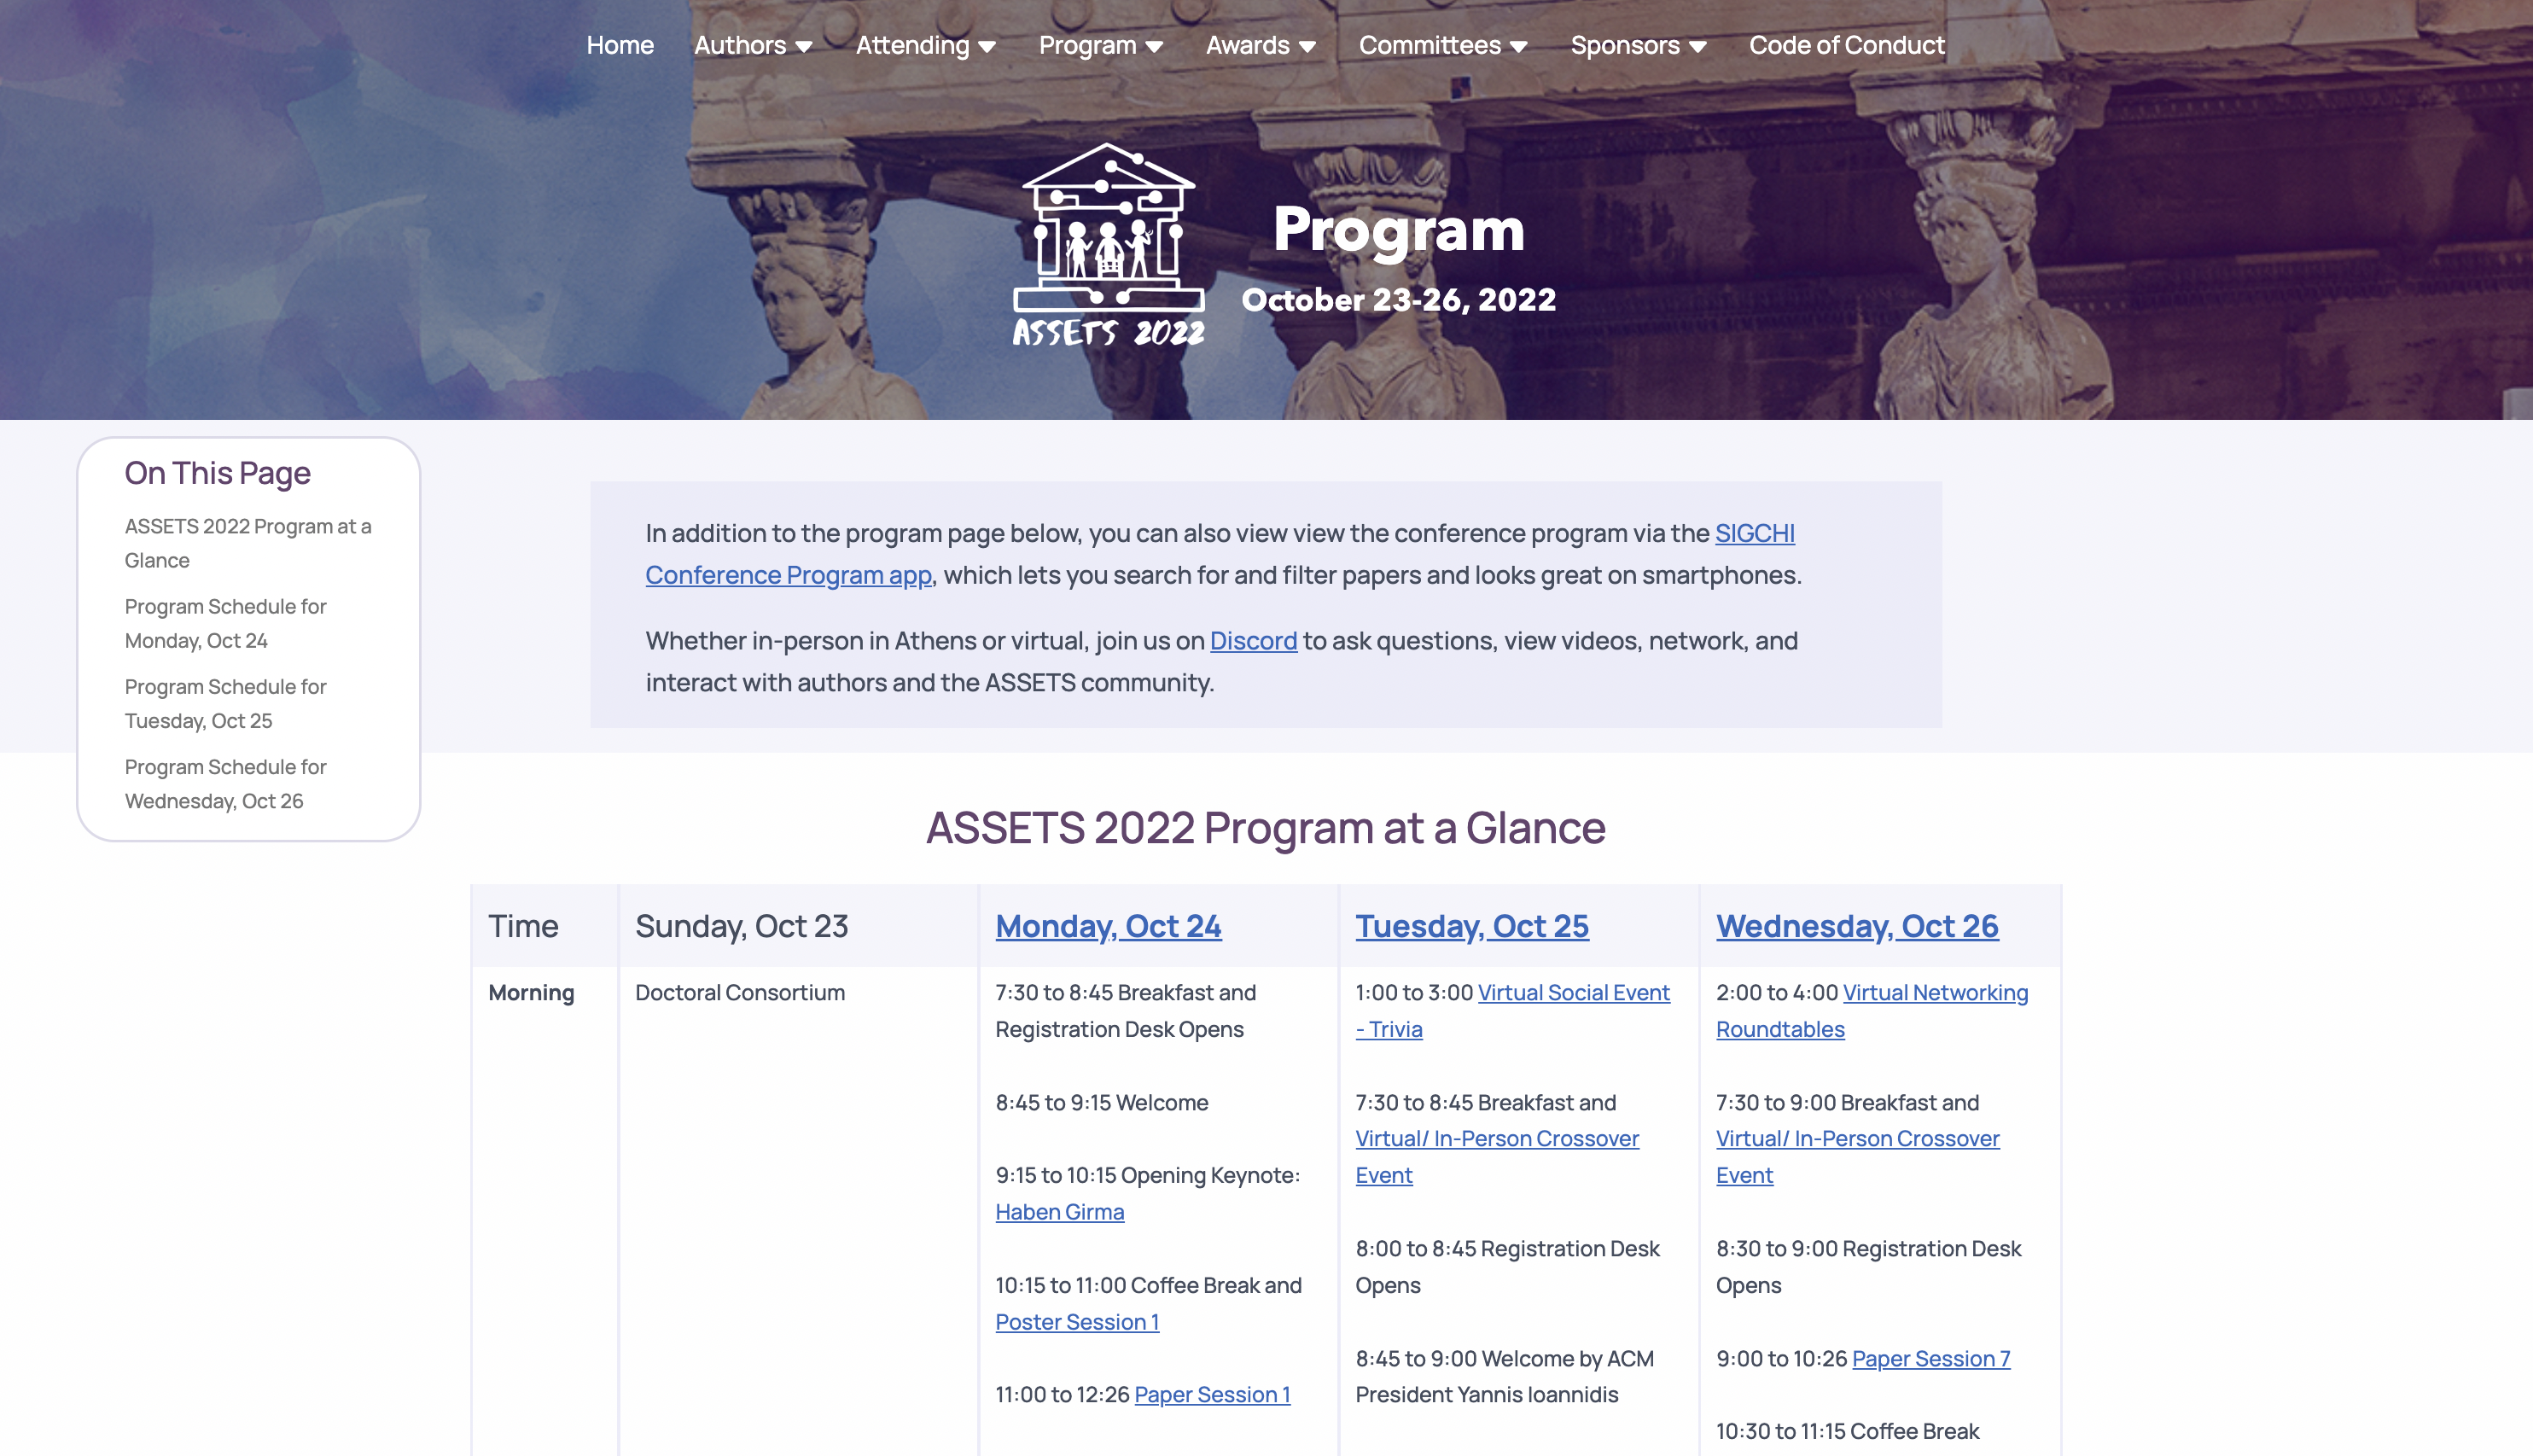 Home Authors Attending Program Awards Committees Sponsors Code of Conduct
ASSETS 2022
Program
October 23-26, 2022
On This Page
ASSETS 2022 Program at a
Glance
Program Schedule for
Monday, Oct 24
Program Schedule for
Tuesday, Oct 25
Program Schedule for
Wednesday, Oct 26
In addition to the program page below, you can also view view the conference program via the SIGCHI
Conference Program app, which lets you search for and filter papers and looks great on smartphones.
Whether in-person in Athens or virtual, join us on Discord to ask questions, view videos, network, and
interact with authors and the ASSETS community.
ASSETS 2022 Program at a Glance
Time
Sunday, Oct 23
Monday, Oct 24
Tuesday, Oct 25
Wednesday, Oct 26
Morning
Doctoral Consortium
7:30 to 8:45 Breakfast and
Registration Desk Opens
8:45 to 9:15 Welcome
9:15 to 10:15 Opening Keynote:
Haben Girma
10:15 to 11:00 Coffee Break and
Poster Session 1
11:00 to 12:26 Paper Session 1
1:00 to 3:00 Virtual Social Event
- Trivia
7:30 to 8:45 Breakfast and
Virtual/ In-Person Crossover
Event
8:00 to 8:45 Registration Desk
Opens
8:45 to 9:00 Welcome by ACM
President Yannis Ioannidis
2:00 to 4:00 Virtual Networking
Roundtables
7:30 to 9:00 Breakfast and
Virtual/ In-Person Crossover
Event
8:30 to 9:00 Registration Desk
Opens
9:00 to 10:26 Paper Session 7
10:30 to 11:15 Coffee Break